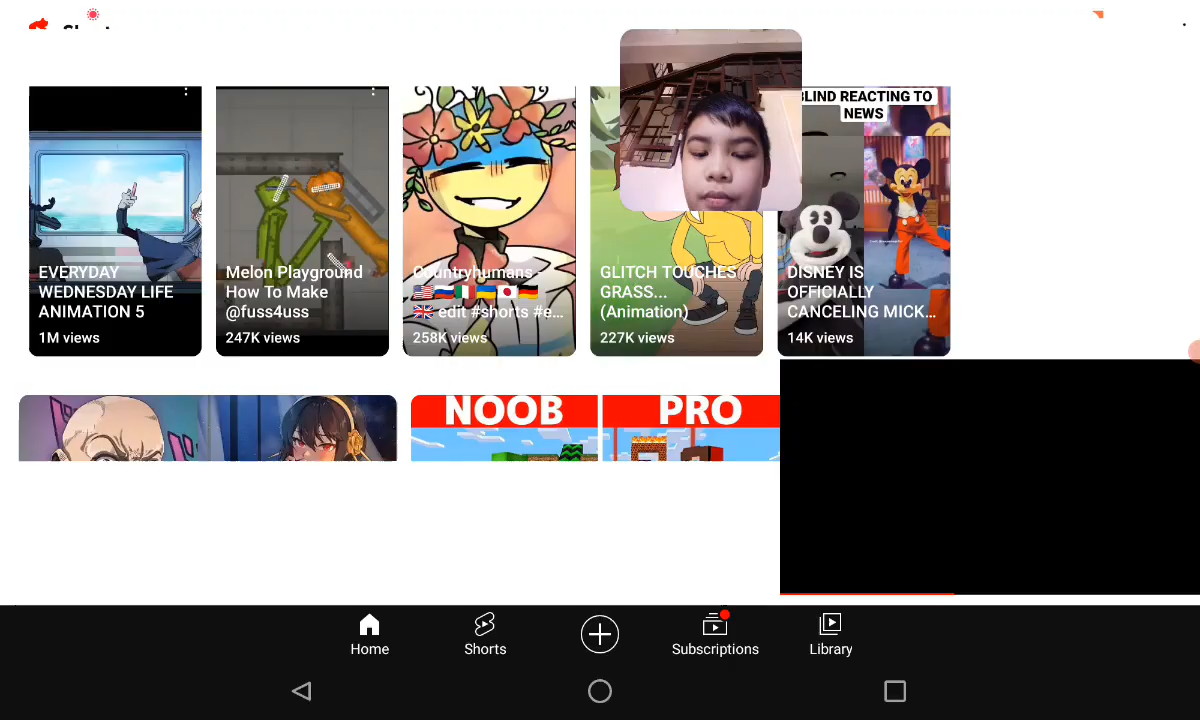 BLIND REACTING TO
NEWS
EVERYDAY
WEDNESDAY LIFE
ANIMATION 5
1M views
Melon Playground
How To Make
@fuss4uss
247K views
Countryhumans -
🇺🇸🇷🇺🇮🇹🇺🇦🇯🇵🇩🇪
🇬🇧 edit #shorts #e...
258K views
GLITCH TOUCHES
GRASS...
(Animation)
227K views
DISNEY IS
OFFICIALLY
CANCELING MICK...
14K views
NOOB
PRO
Home
Shorts
Subscriptions
Library